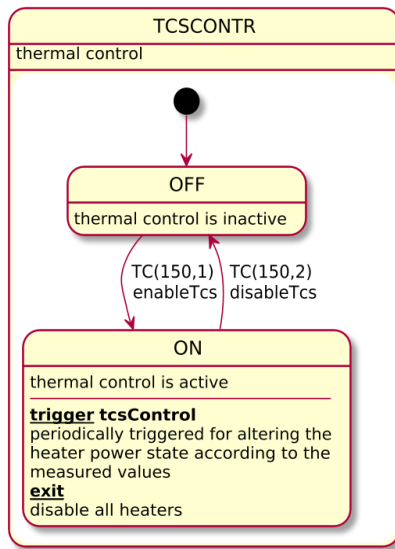 TCSCONTR
thermal control
OFF
thermal control is inactive
TC(150,1)
enableTcs
TC(150,2)
disableTcs
ON
thermal control is active
trigger tcsControl
periodically triggered for altering the
heater power state according to the
measured values
exit
disable all heaters